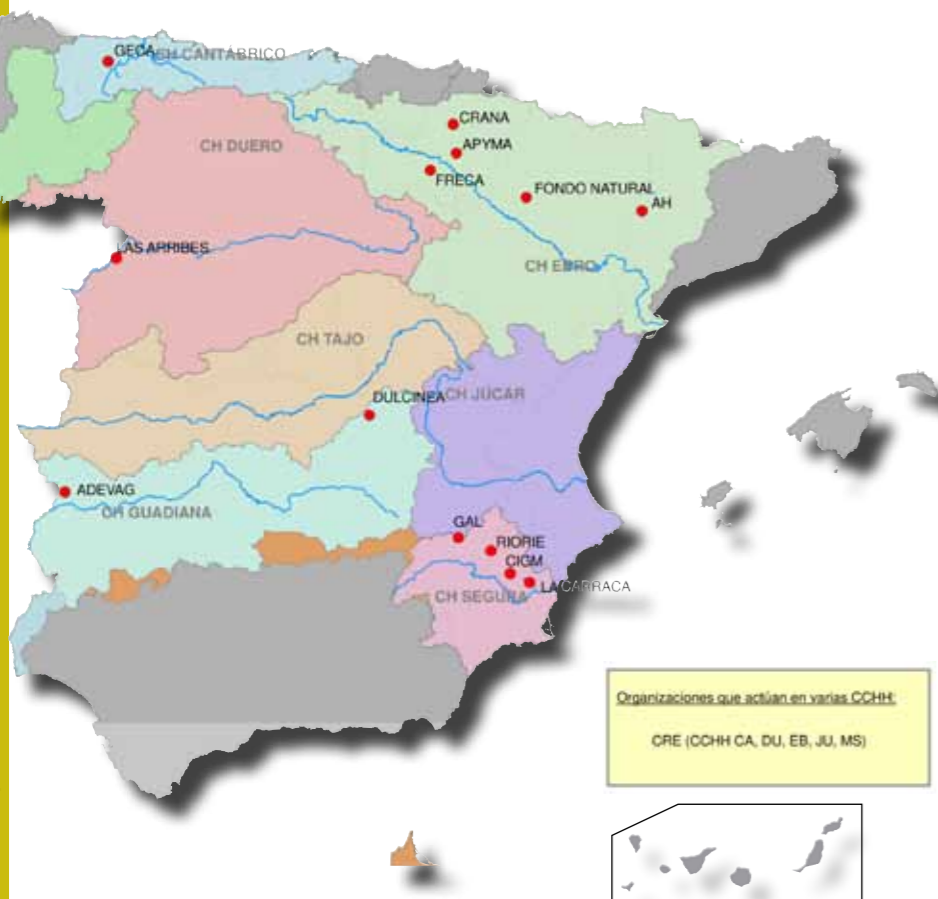 GECA
CH CANTÁBRICO
CRANA
CH DUERO
APYMA
FRECA
FONDO NATURAL
AH
LAS ARRIBES
CH EBRO
CH TAJO
DULCINEA
CH JÚCAR
ADEVAG
CH GUADIANA
GAL
RIORIE
CIGM
LA CARRACA
CH SEGURA
Organizaciones que actúan en varias CCHH:
CRE (CCHH CA, DU, EB, JU, MS)